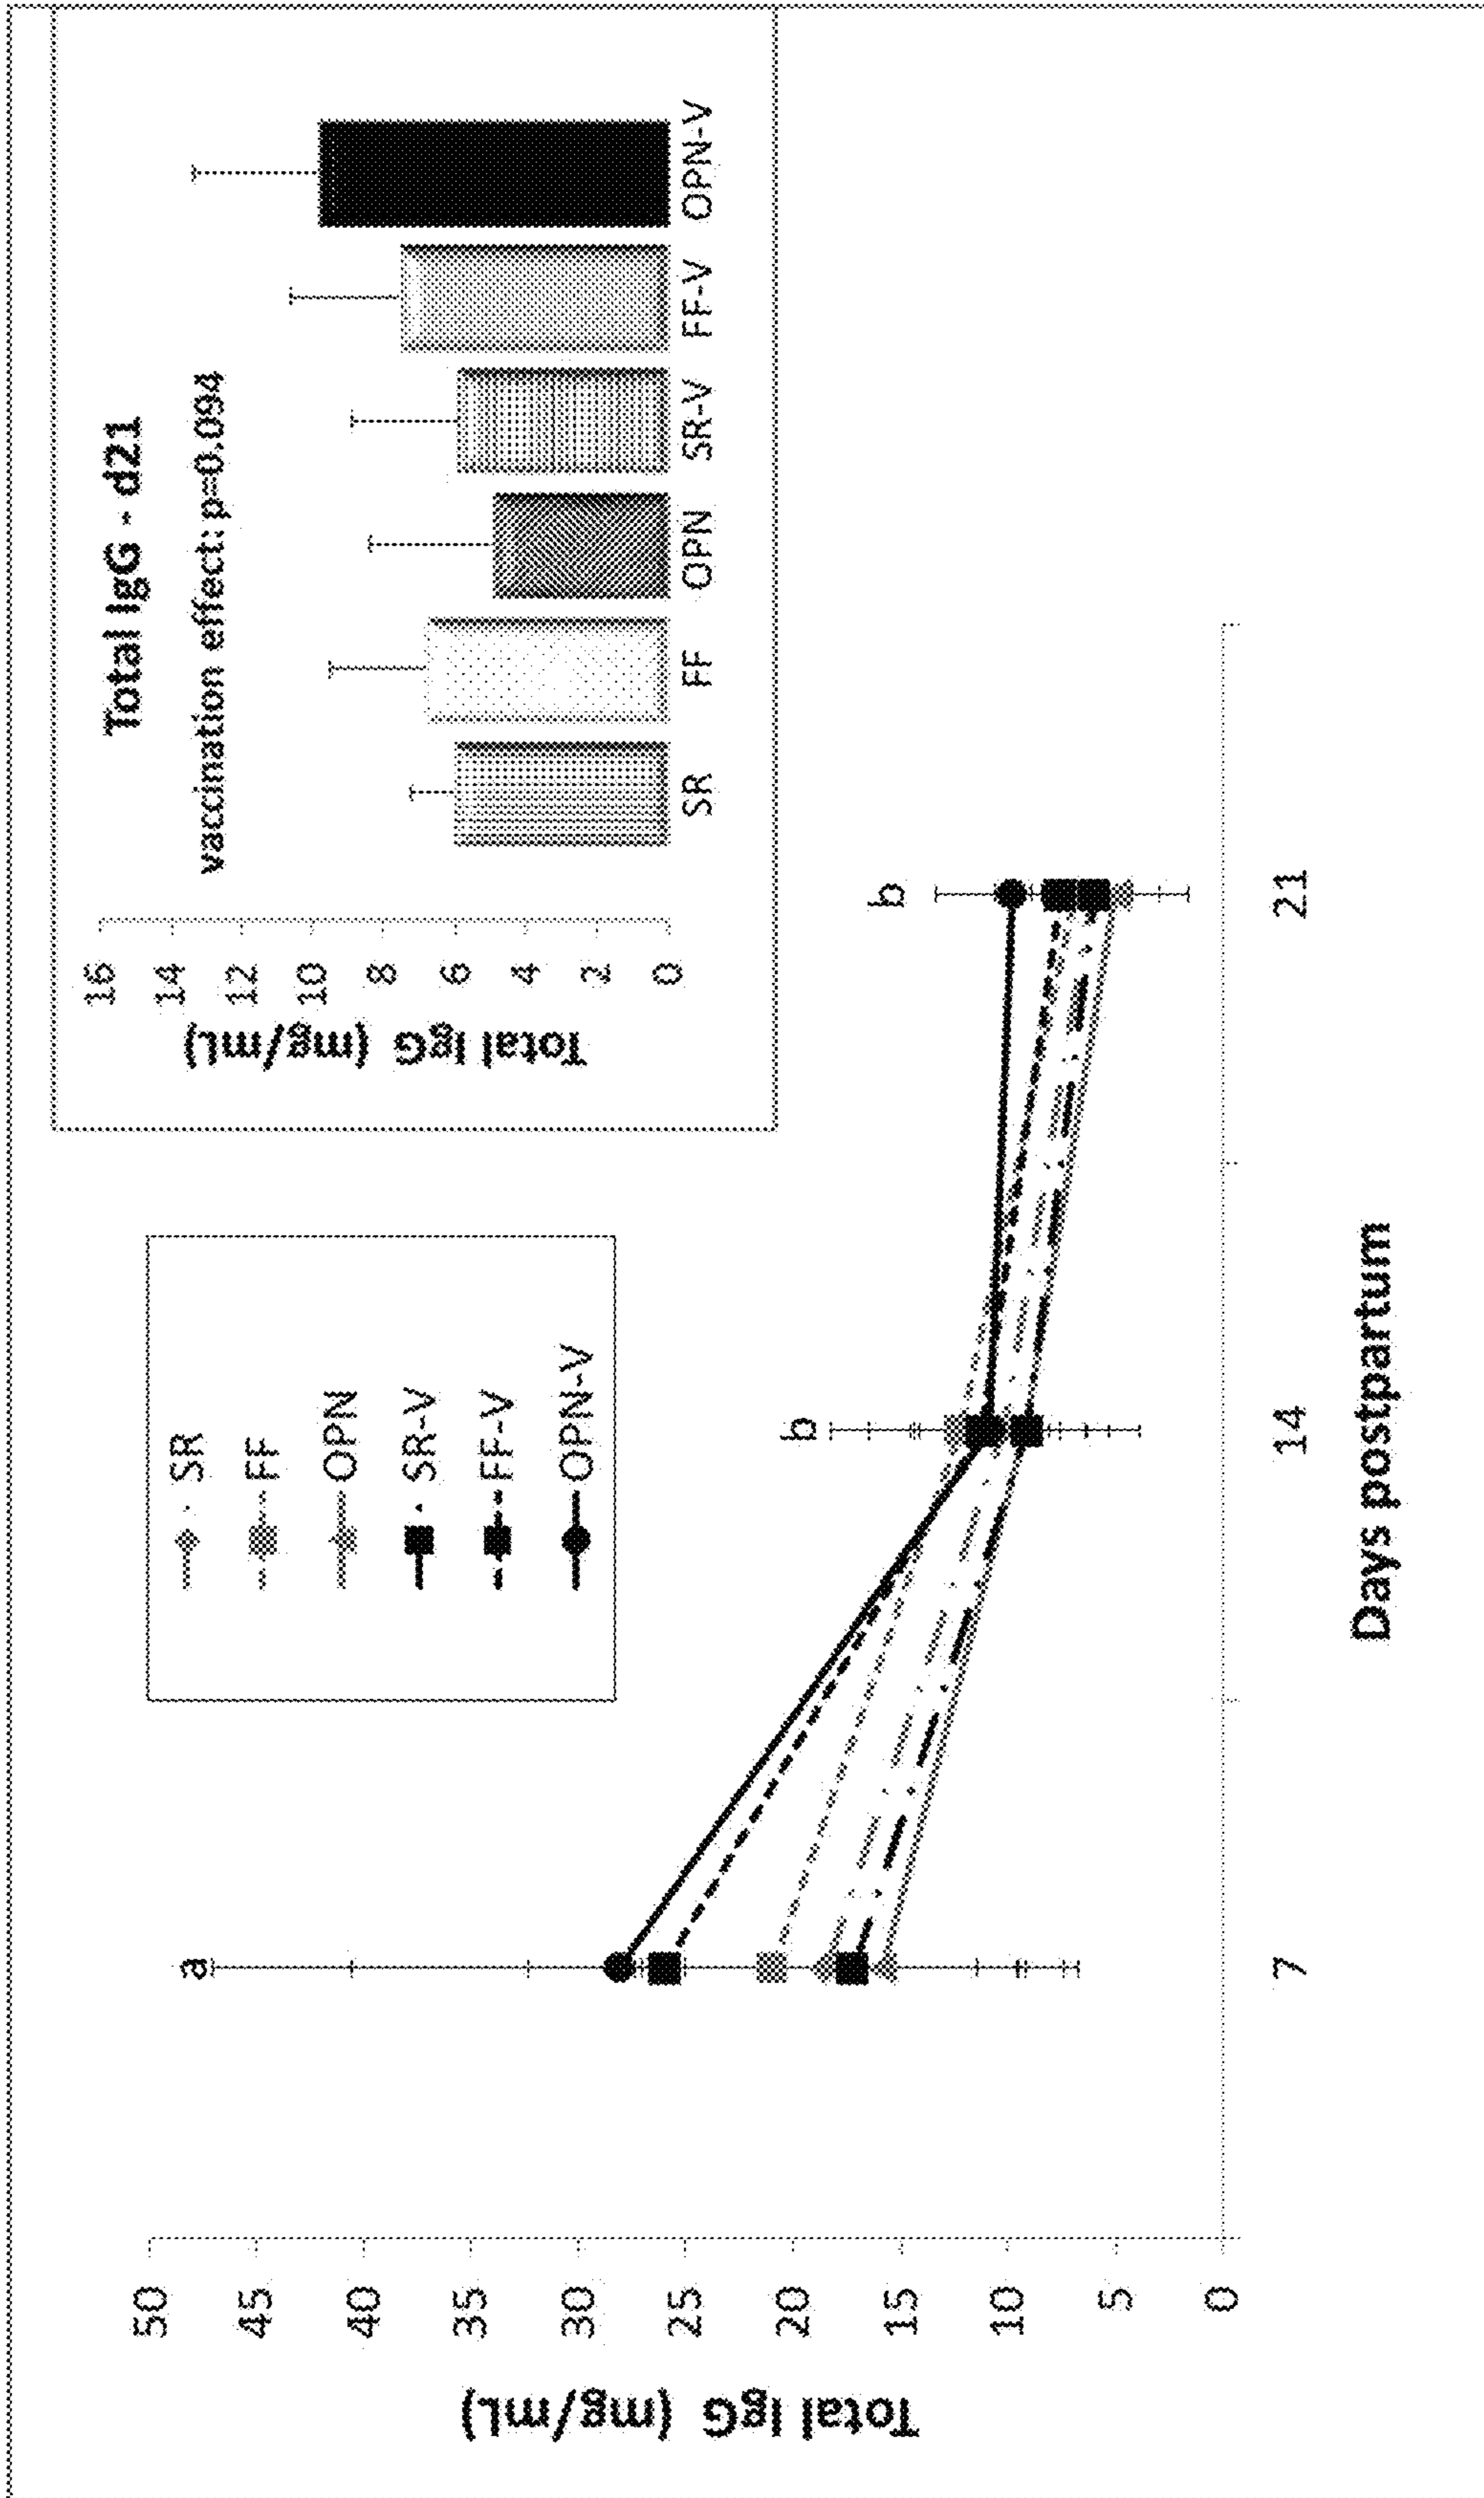 Total IgG (mg/mL)
50
45
40
35
30
25
20
15
10
5
0
a
b
b
7
14
21
Days postpartum
SR
FF
OPN
SR-V
FF-V
OPN-V
Total IgG - d21
vaccination effect: p=0.094
Total IgG (mg/mL)
16
14
12
10
8
6
4
2
0
SR
FF
OPN
SR-V
FF-V
OPN-V